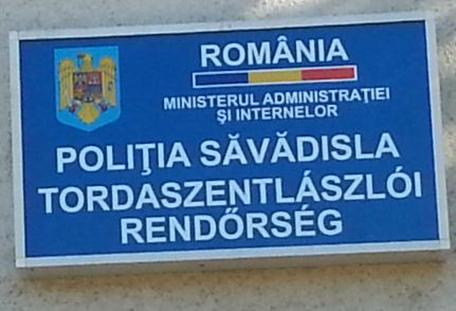 ROMÂNIA
MINISTERUL ADMINISTRAŢIEI
ŞI INTERNELOR
POLIŢIA SĂVĂDISLA
TORDASZENTLÁSZLÓI
RENDŐRSÉG